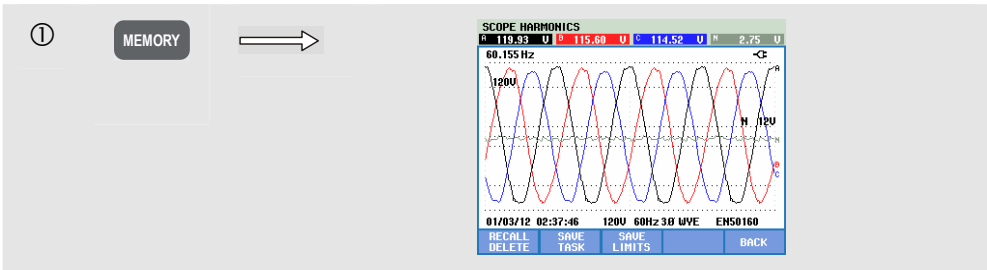 ①
MEMORY
SCOPE HARMONICS
A 119.93 V B 115.60 V C 114.52 V N 2.75 V
60.155 Hz
A
120V
N 12V
N
B
C
01/03/12 02:37:46 120V 60Hz 3Ø WYE EN50160
RECALL DELETE SAVE TASK SAVE LIMITS BACK